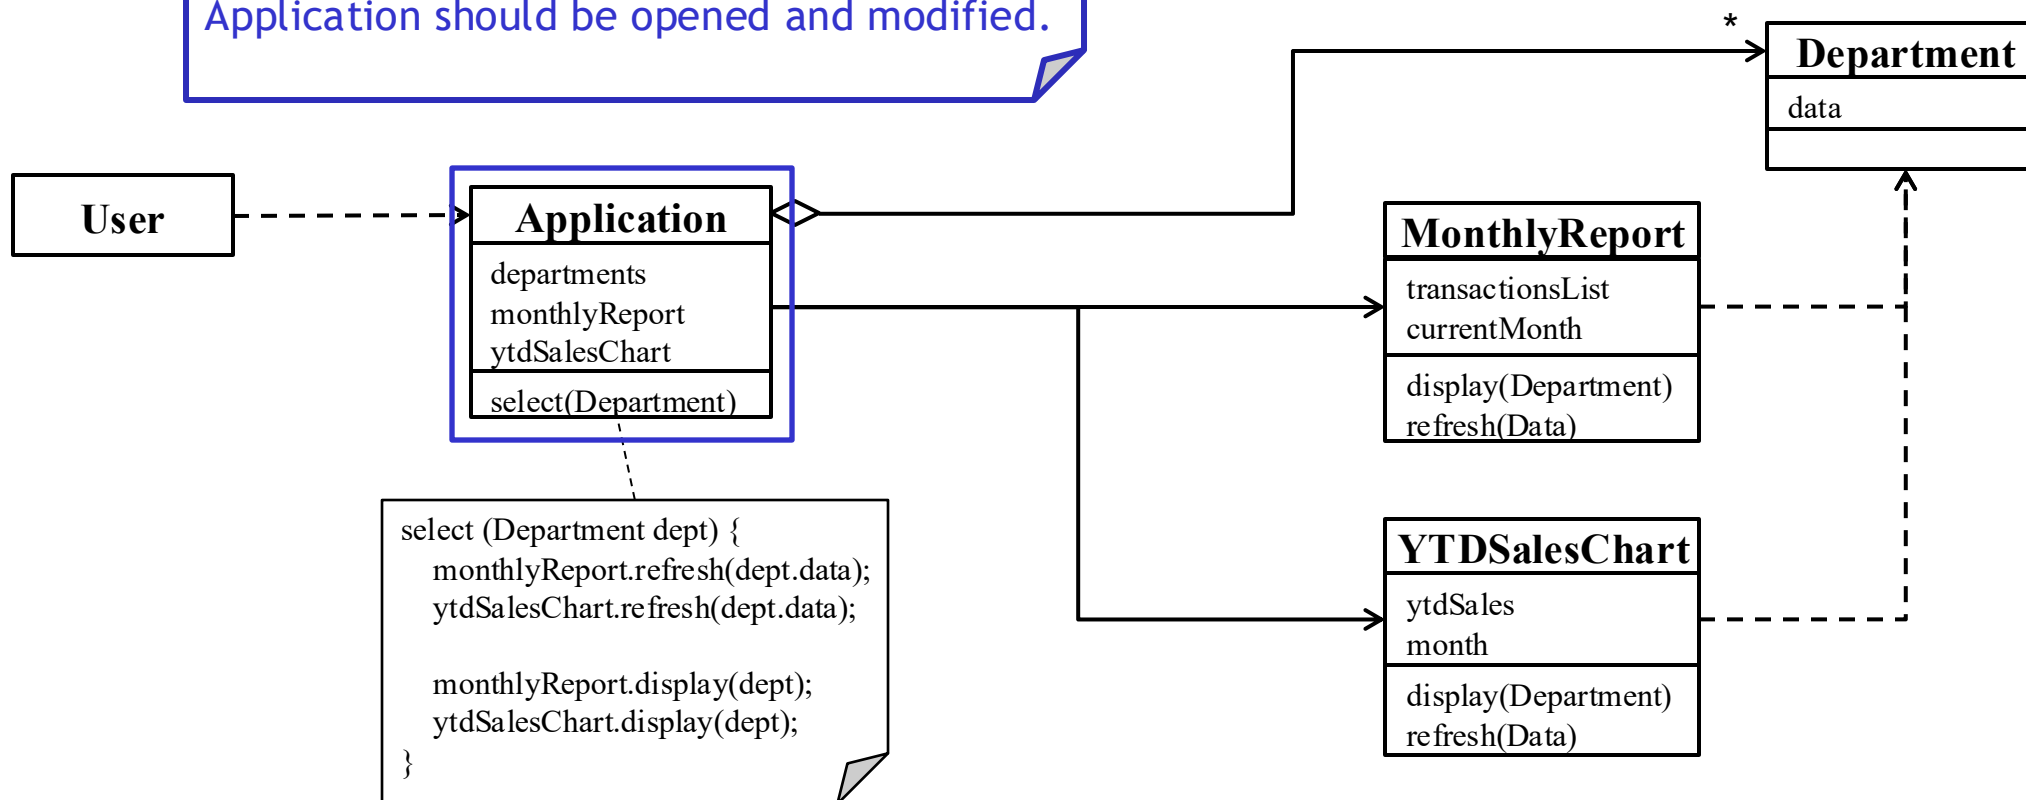 Application should be opened and modified.
*
Department
data
User
Application
departments
monthlyReport
ytdSalesChart
select(Department)
MonthlyReport
transactionsList
currentMonth
display(Department)
refresh(Data)
select (Department dept) {
monthlyReport.refresh(dept.data);
ytdSalesChart.refresh(dept.data);
monthlyReport.display(dept);
ytdSalesChart.display(dept);
}
YTDSalesChart
ytdSales
month
display(Department)
refresh(Data)